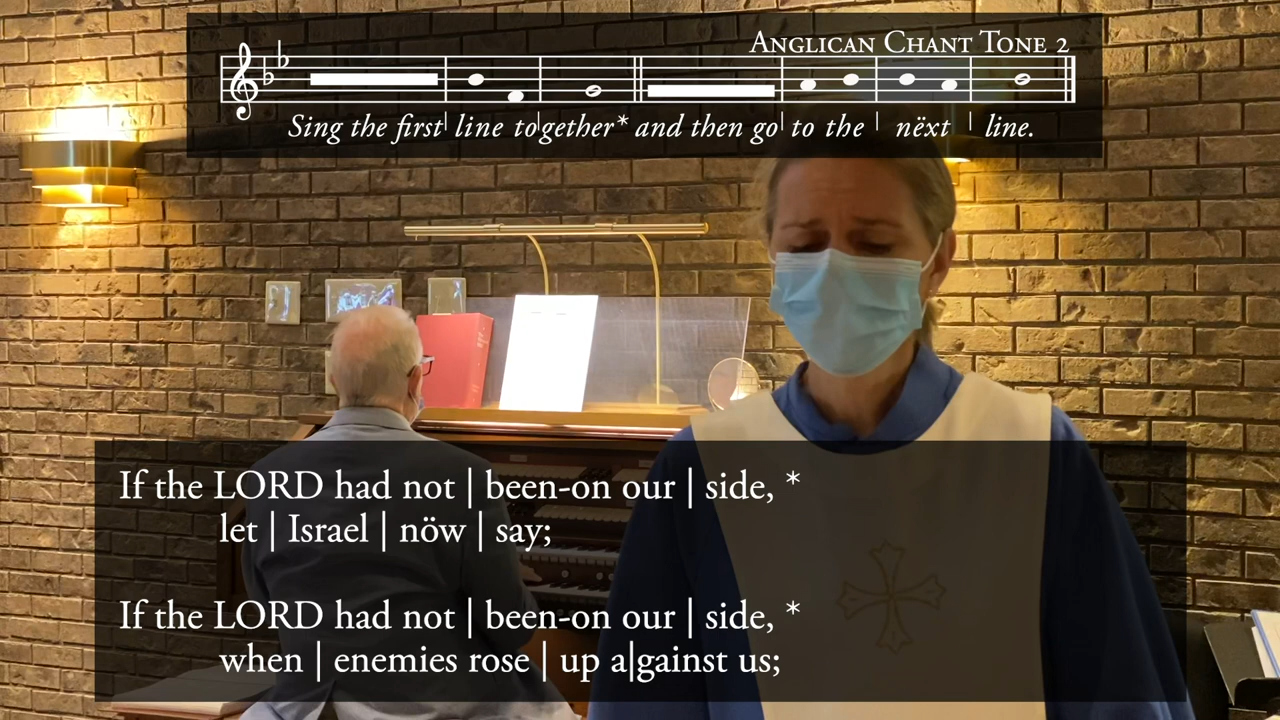 Anglican Chant Tone 2
Sing the first | line to|gether* and then go | to the | nëxt | line.
If the LORD had not | been-on our | side, *
let | Israel | nöw | say;
If the LORD had not | been-on our | side, *
when | enemies rose | up a|gainst us;